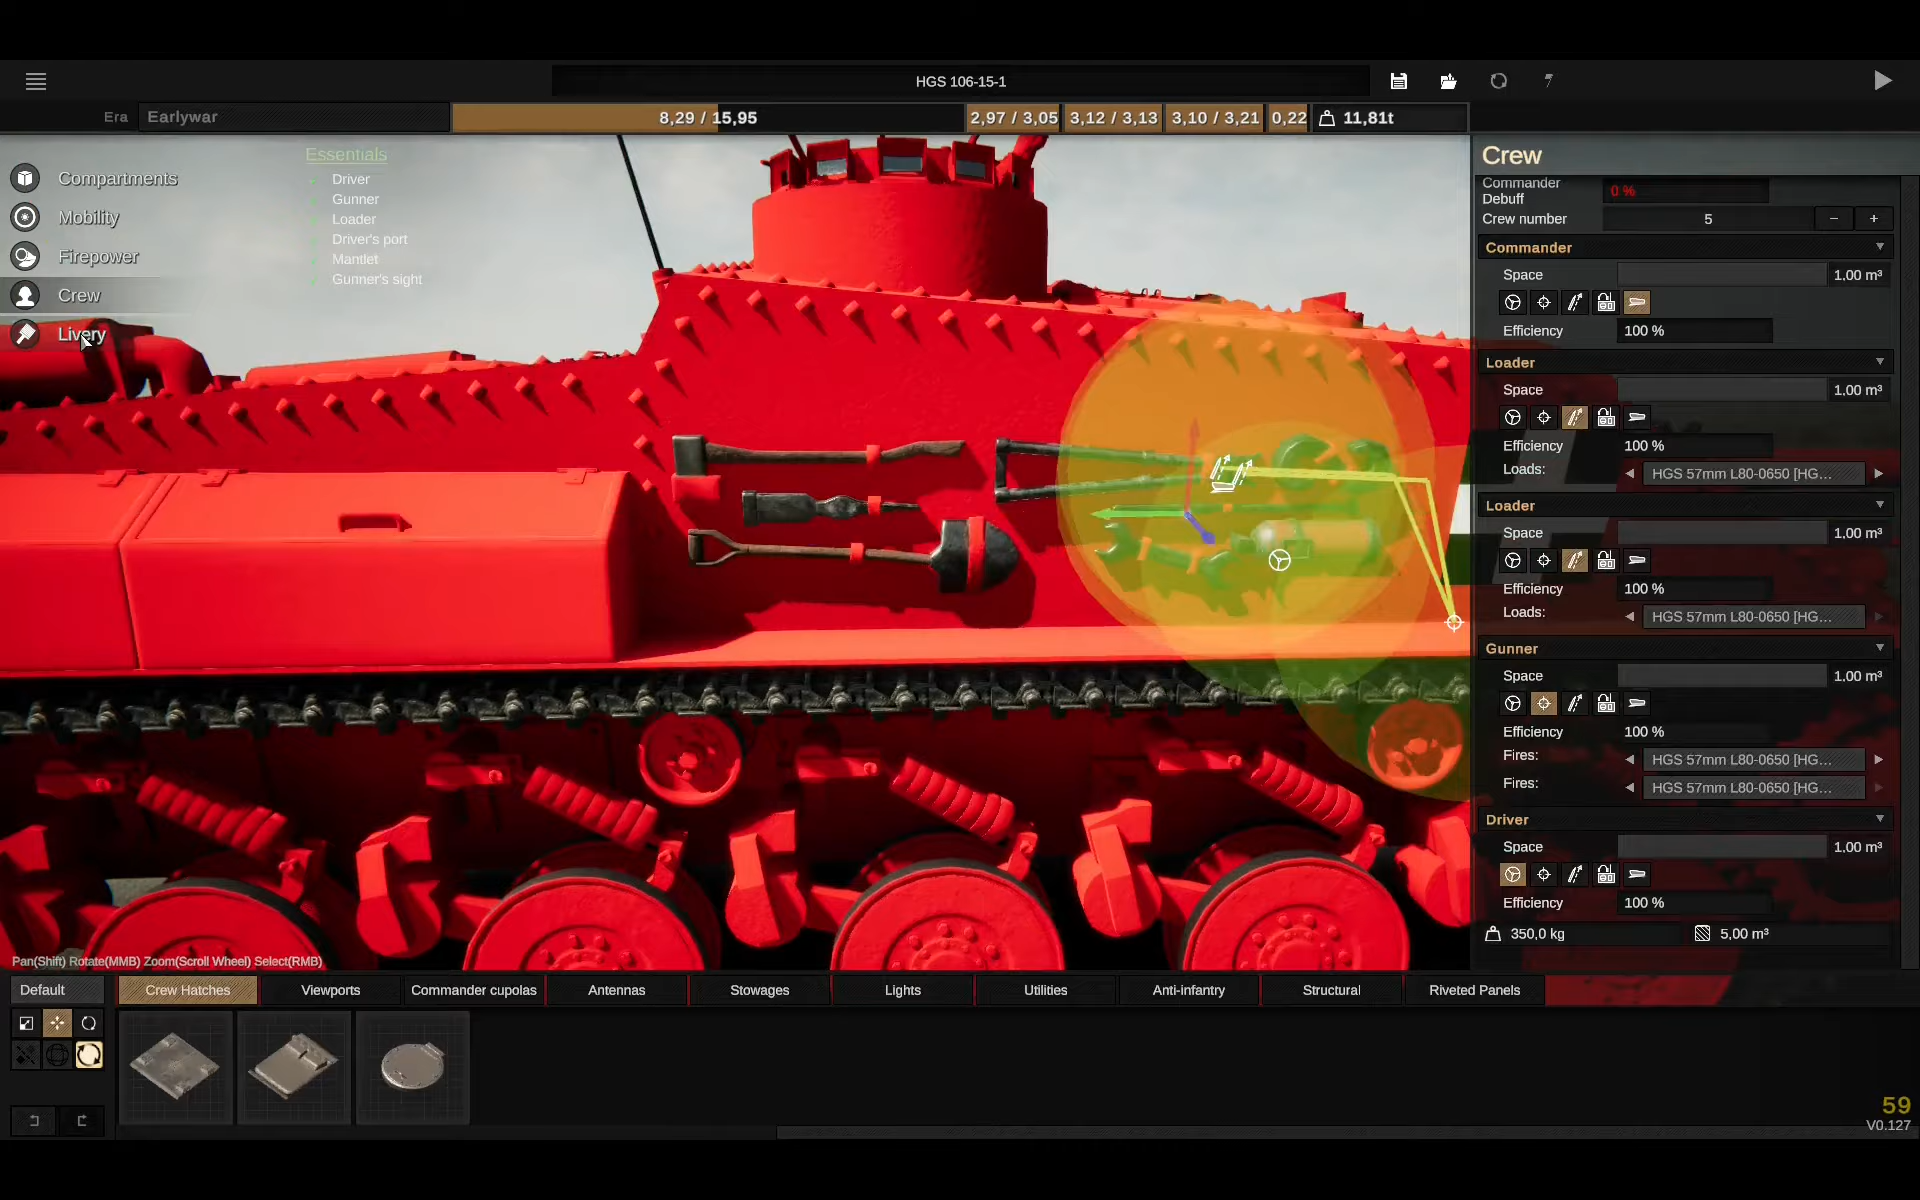 HGS 106-15-1
Era
Earlywar
8,29 / 15,95
2,97 / 3,05
3,12 / 3,13
3,10 / 3,21
0,22
11,81t
Compartments
Mobility
Firepower
Crew
Livery
Essentials
Driver
Gunner
Loader
Driver's port
Mantlet
Gunner's sight
Crew
Commander
Debuff
0 %
Crew number
5
− +
Commander
Space
1,00 m³
Efficiency
100 %
Loader
Space
1,00 m³
Efficiency
100 %
Loads:
HGS 57mm L80-0650 [HG...
Loader
Space
1,00 m³
Efficiency
100 %
Loads:
HGS 57mm L80-0650 [HG...
Gunner
Space
1,00 m³
Efficiency
100 %
Fires:
HGS 57mm L80-0650 [HG...
Fires:
HGS 57mm L80-0650 [HG...
Driver
Space
1,00 m³
Efficiency
100 %
350,0 kg
5,00 m³
Pan(Shift) Rotate(MMB) Zoom(Scroll Wheel) Select(RMB)
Default
Crew Hatches
Viewports
Commander cupolas
Antennas
Stowages
Lights
Utilities
Anti-infantry
Structural
Riveted Panels
59
V0.127